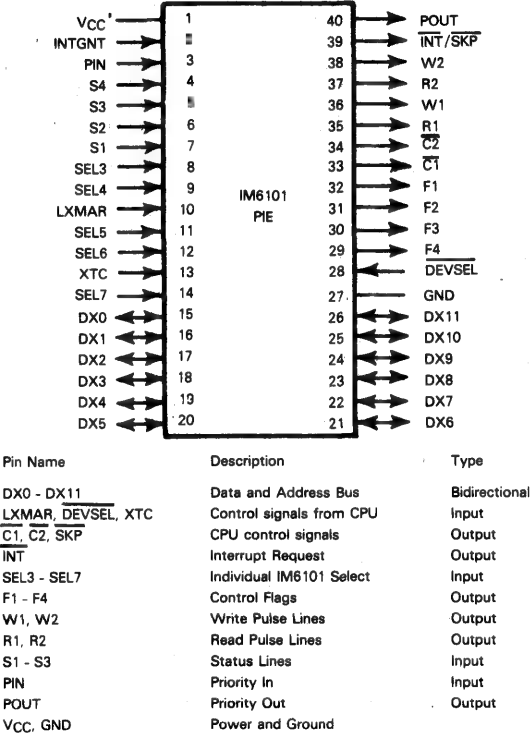 VCC 1 40 POUT
INTGNT 39 INT/SKP
PIN 3 38 W2
S4 4 37 R2
S3 36 W1
S2 6 35 R1
S1 7 34 C2
SEL3 8 33 C1
SEL4 9 32 F1
LXMAR 10 31 F2
SEL5 11 30 F3
SEL6 12 29 F4
XTC 13 28 DEVSEL
SEL7 14 27 GND
DX0 15 26 DX11
DX1 16 25 DX10
DX2 17 24 DX9
DX3 18 23 DX8
DX4 19 22 DX7
DX5 20 21 DX6
IM6101
PIE
Pin Name Description Type
DX0 - DX11 Data and Address Bus Bidirectional
LXMAR, DEVSEL, XTC Control signals from CPU Input
C1, C2, SKP CPU control signals Output
INT Interrupt Request Output
SEL3 - SEL7 Individual IM6101 Select Input
F1 - F4 Control Flags Output
W1, W2 Write Pulse Lines Output
R1, R2 Read Pulse Lines Output
S1 - S3 Status Lines Input
PIN Priority In Input
POUT Priority Out Output
VCC, GND Power and Ground